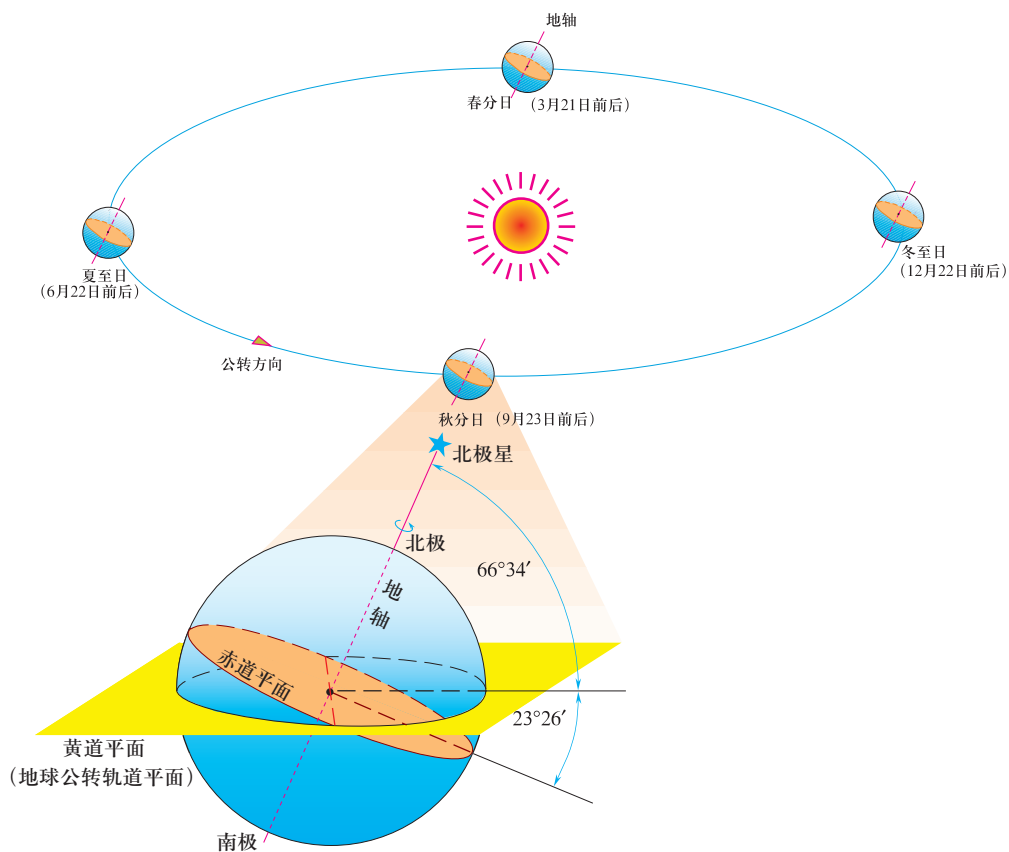 地轴
春分日 （3月21日前后）
夏至日
（6月22日前后）
冬至日
（12月22日前后）
公转方向
秋分日 （9月23日前后）
北极星
北极
66°34′
地
轴
赤道平面
23°26′
黄道平面
（地球公转轨道平面）
南极